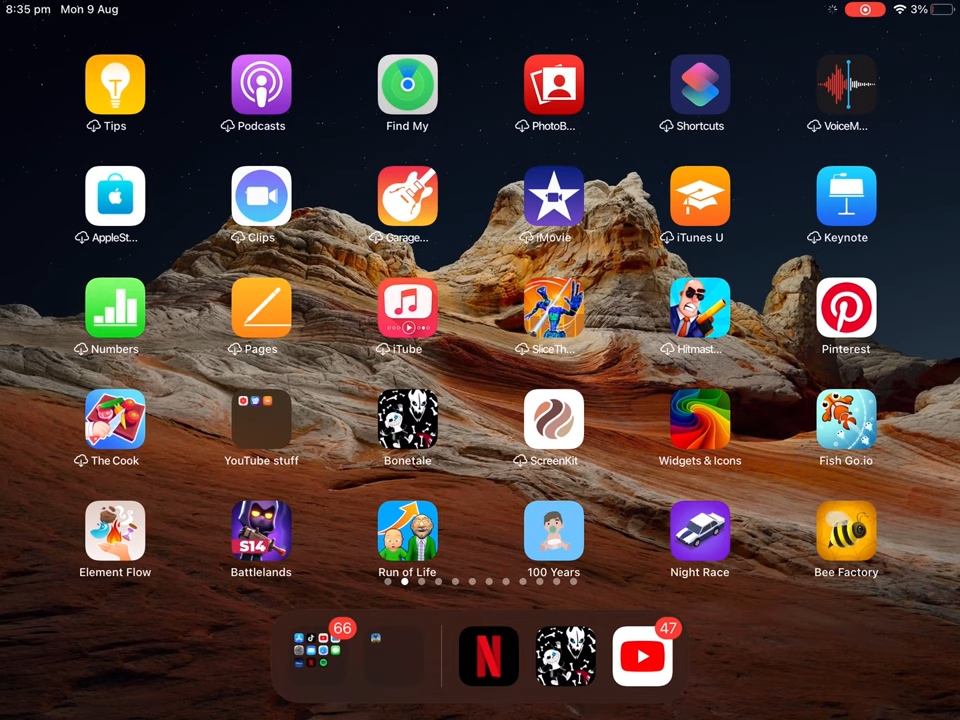 8:35 pm Mon 9 Aug 3%
Tips Podcasts Find My PhotoB... Shortcuts VoiceM...
AppleSt... Clips Garage... iMovie iTunes U Keynote
Numbers Pages iTube SliceTh... Hitmast... Pinterest
The Cook YouTube stuff Bonetale ScreenKit Widgets & Icons Fish Go.io
S14
Element Flow Battlelands Run of Life 100 Years Night Race Bee Factory
66 N 47